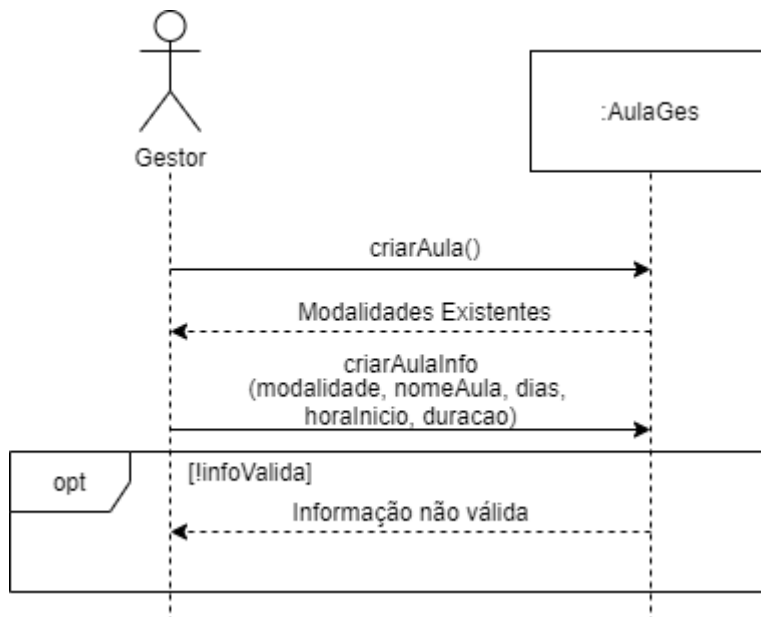 :AulaGes
Gestor
criarAula()
Modalidades Existentes
criarAulaInfo
(modalidade, nomeAula, dias,
horaInicio, duracao)
opt
[!infoValida]
Informação não válida